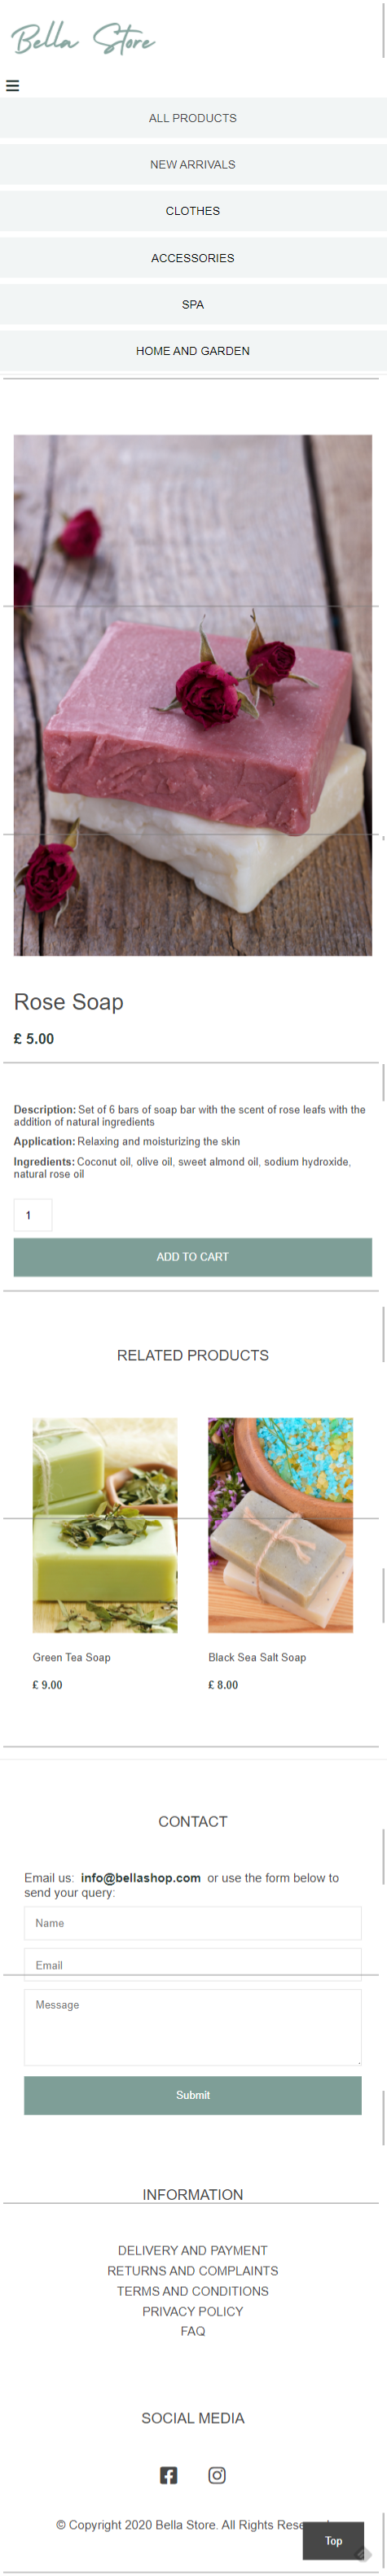 Bella Store
ALL PRODUCTS
NEW ARRIVALS
CLOTHES
ACCESSORIES
SPA
HOME AND GARDEN
Rose Soap
£ 5.00
Description: Set of 6 bars of soap bar with the scent of rose leafs with the
addition of natural ingredients
Application: Relaxing and moisturizing the skin
Ingredients: Coconut oil, olive oil, sweet almond oil, sodium hydroxide,
natural rose oil
1
ADD TO CART
RELATED PRODUCTS
Green Tea Soap
£ 9.00
Black Sea Salt Soap
£ 8.00
CONTACT
Email us: info@bellashop.com or use the form below to
send your query:
Name
Email
Message
Submit
INFORMATION
DELIVERY AND PAYMENT
RETURNS AND COMPLAINTS
TERMS AND CONDITIONS
PRIVACY POLICY
FAQ
SOCIAL MEDIA
© Copyright 2020 Bella Store. All Rights
Top